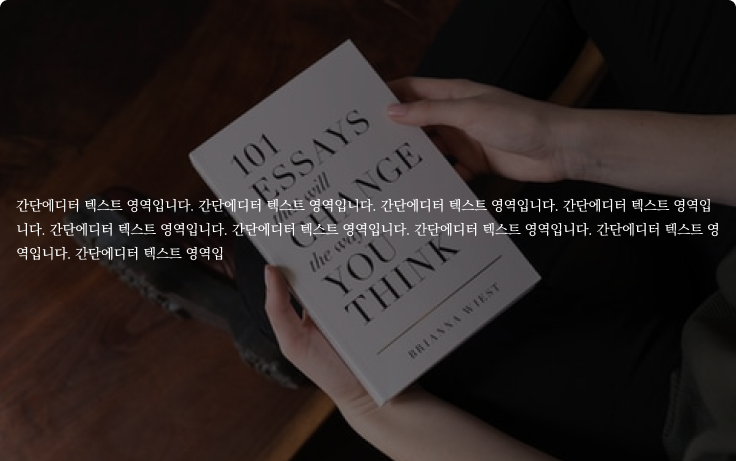 101
ESSAYS
that will
CHANGE
the way
YOU
THINK
BRIANNA WIEST
간단에디터 텍스트 영역입니다. 간단에디터 텍스트 영역입니다. 간단에디터 텍스트 영역입니다. 간단에디터 텍스트 영역입
니다. 간단에디터 텍스트 영역입니다. 간단에디터 텍스트 영역입니다. 간단에디터 텍스트 영역입니다. 간단에디터 텍스트 영
역입니다. 간단에디터 텍스트 영역입